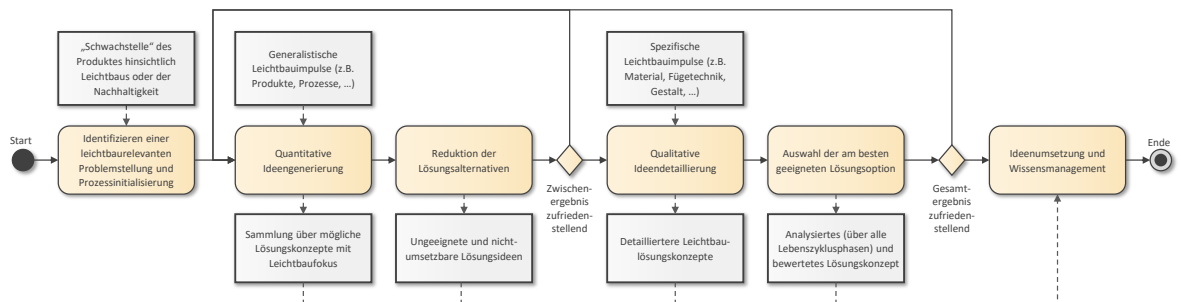 „Schwachstelle“ des
Produktes hinsichtlich
Leichtbaus oder der
Nachhaltigkeit
Generalistische
Leichtbauimpulse (z.B.
Produkte, Prozesse, …)
Spezifische
Leichtbauimpulse (z.B.
Material, Fügetechnik,
Gestalt, …)
Start
Identifizieren einer
leichtbaurelevanten
Problemstellung und
Prozessinitialisierung
Quantitative
Ideengenerierung
Reduktion der
Lösungsalternativen
Zwischen-
ergebnis
zufrieden-
stellend
Qualitative
Ideendetaillierung
Auswahl der am besten
geeigneten Lösungsoption
Gesamt-
ergebnis
zufrieden-
stellend
Ideenumsetzung und
Wissensmanagement
Ende
Sammlung über mögliche
Lösungskonzepte mit
Leichtbaufokus
Ungeeignete und nicht-
umsetzbare Lösungsideen
Detailliertere Leichtbau-
lösungskonzepte
Analysiertes (über alle
Lebenszyklusphasen) und
bewertetes Lösungskonzept